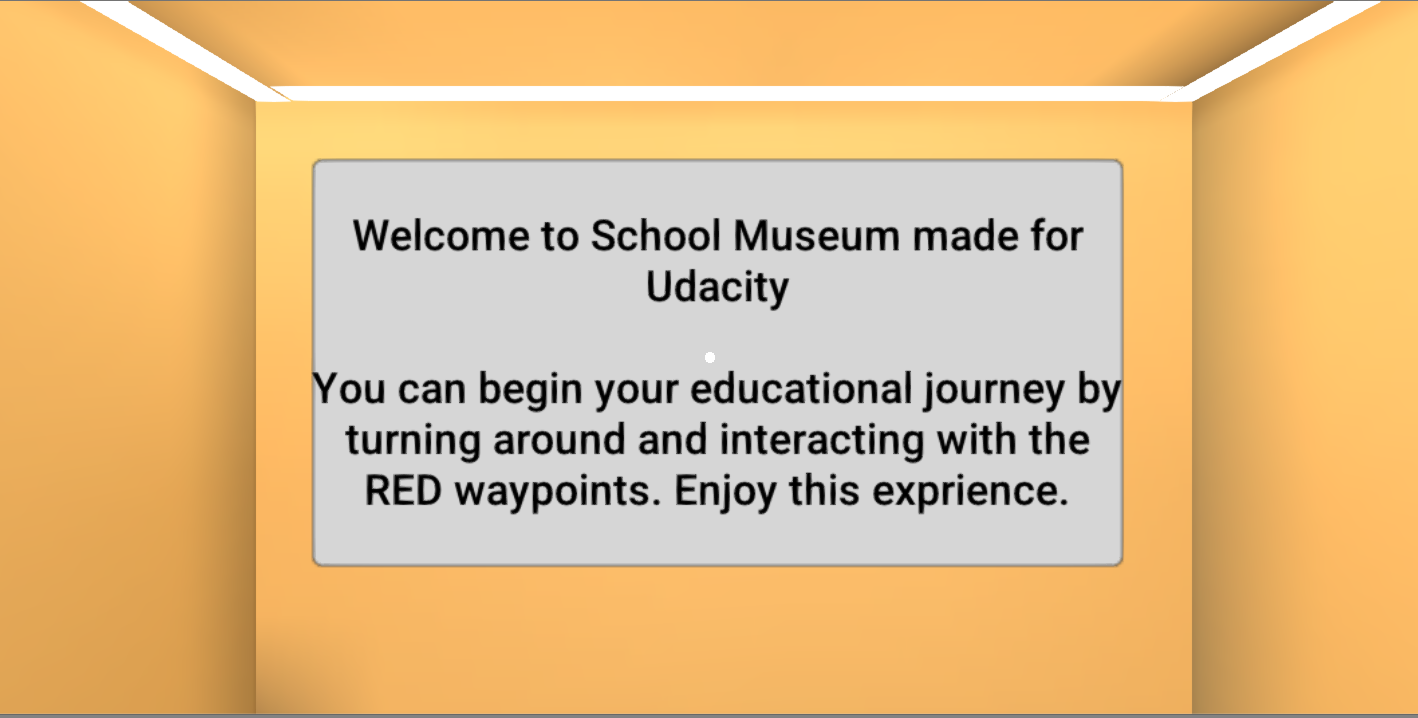 Welcome to School Museum made for
Udacity
You can begin your educational journey by
turning around and interacting with the
RED waypoints. Enjoy this exprience.